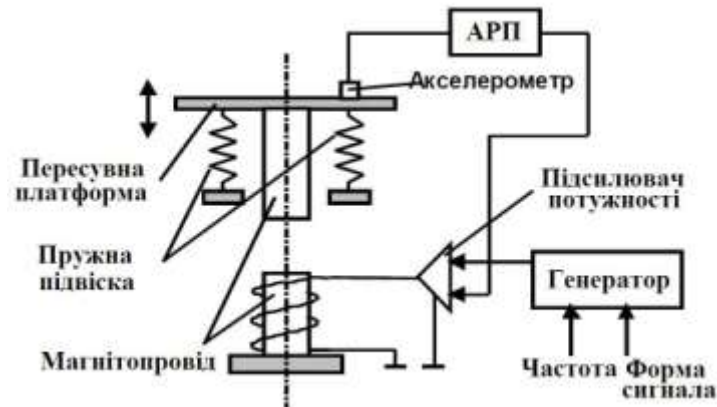 АРП
Акселерометр
Пересувна
платформа
Підсилювач
потужності
Пружна
підвіска
Генератор
Магнітопровід
Частота Форма
сигнала